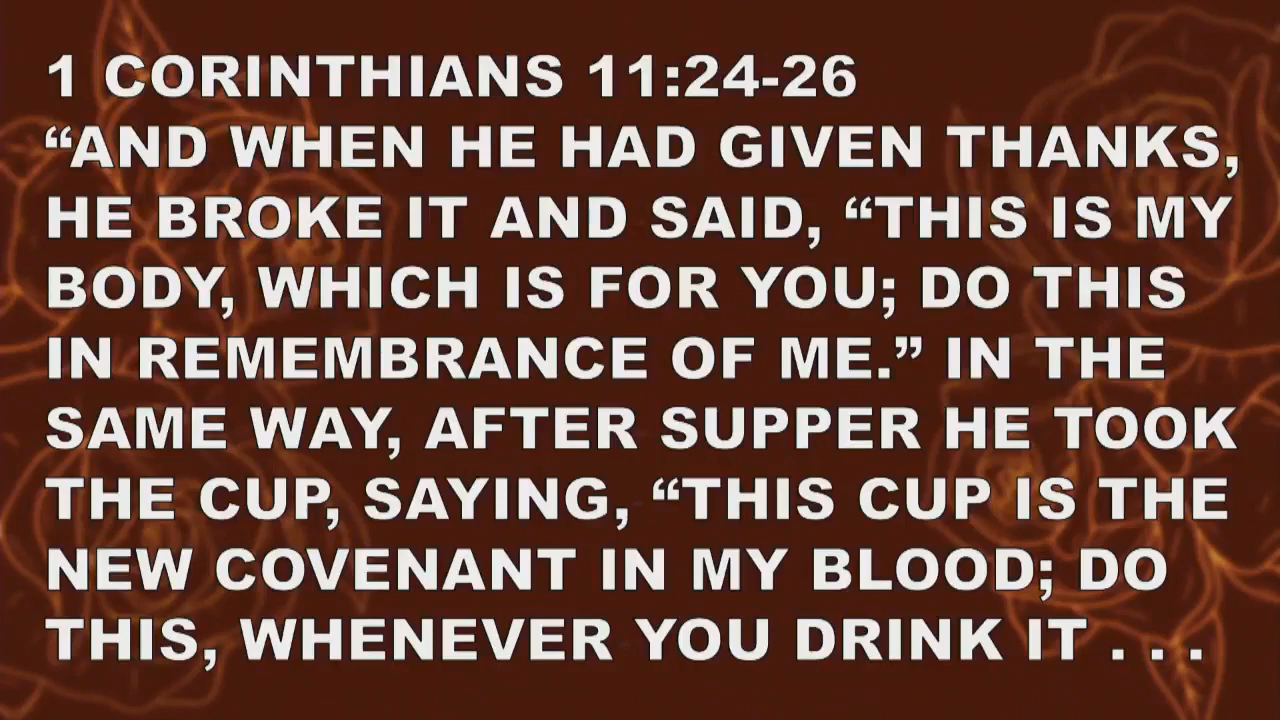 1 CORINTHIANS 11:24-26
“AND WHEN HE HAD GIVEN THANKS,
HE BROKE IT AND SAID, “THIS IS MY
BODY, WHICH IS FOR YOU; DO THIS
IN REMEMBRANCE OF ME.” IN THE
SAME WAY, AFTER SUPPER HE TOOK
THE CUP, SAYING, “THIS CUP IS THE
NEW COVENANT IN MY BLOOD; DO
THIS, WHENEVER YOU DRINK IT . . .